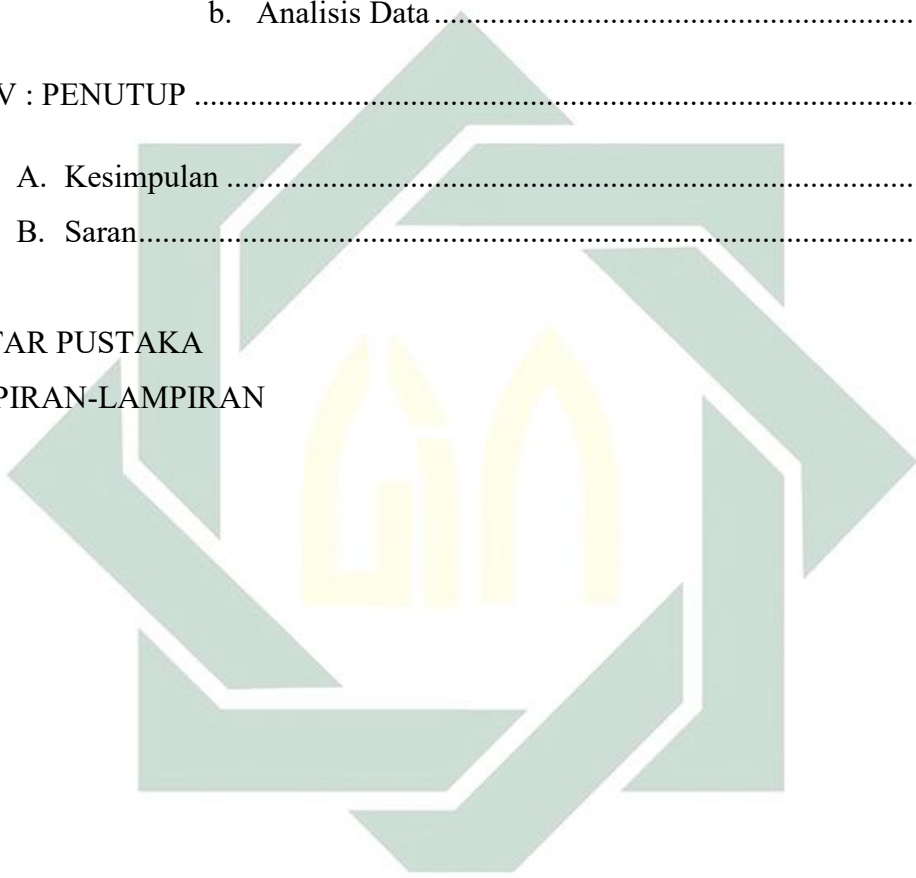 b. Analisis Data ..........................................................................
V : PENUTUP ..........................................................................
A. Kesimpulan ..........................................................................
B. Saran..........................................................................
TAR PUSTAKA
PIRAN-LAMPIRAN